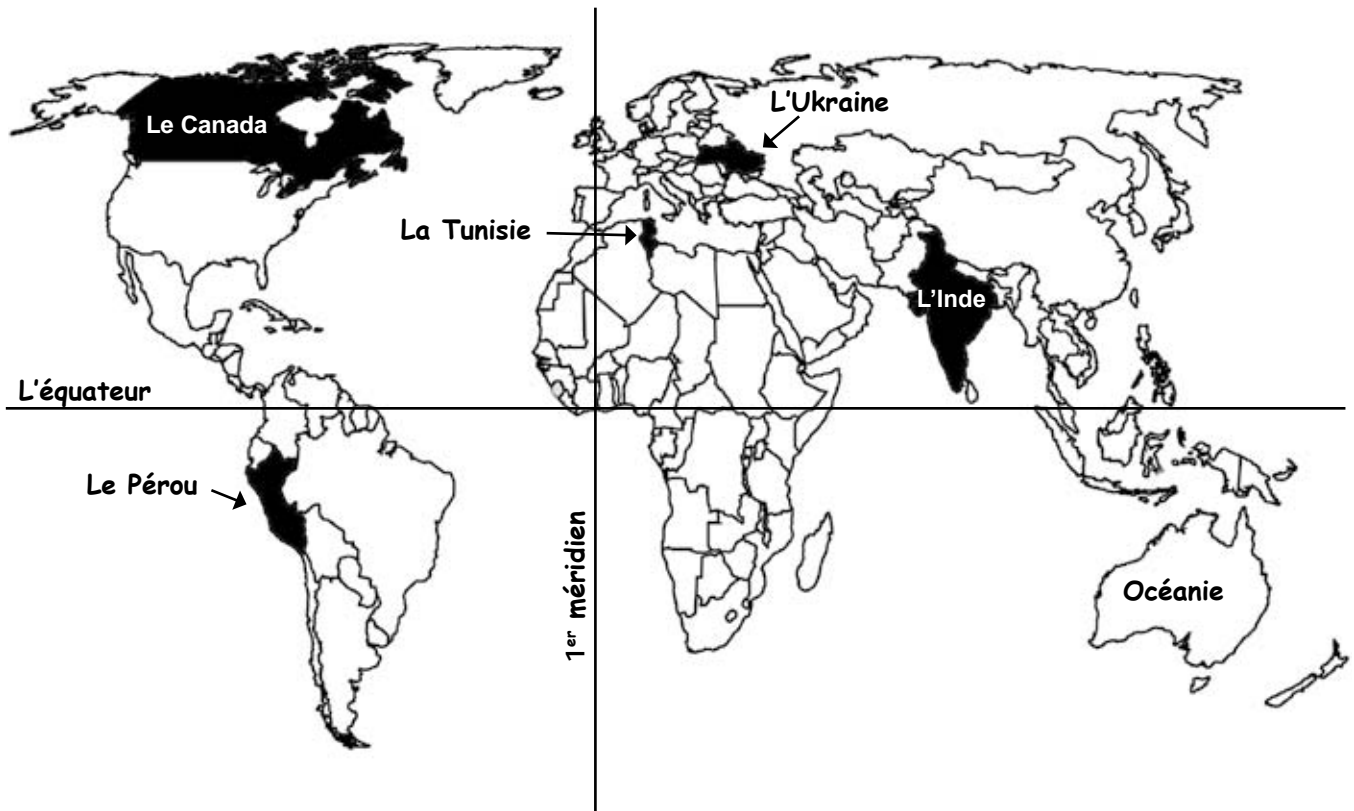 L'Ukraine
Le Canada
La Tunisie
L'Inde
L'équateur
Le Pérou
1er méridien
Océanie